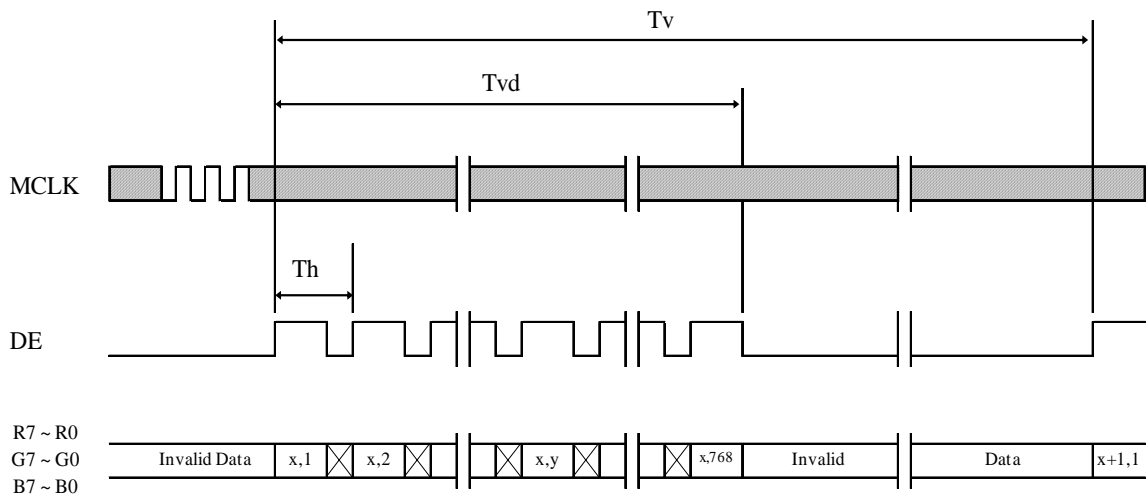 Tv
Tvd
MCLK
Th
DE
R7 ~ R0
G7 ~ G0
B7 ~ B0
Invalid Data x,1 x,2 x,y x,768 Invalid Data x+1,1